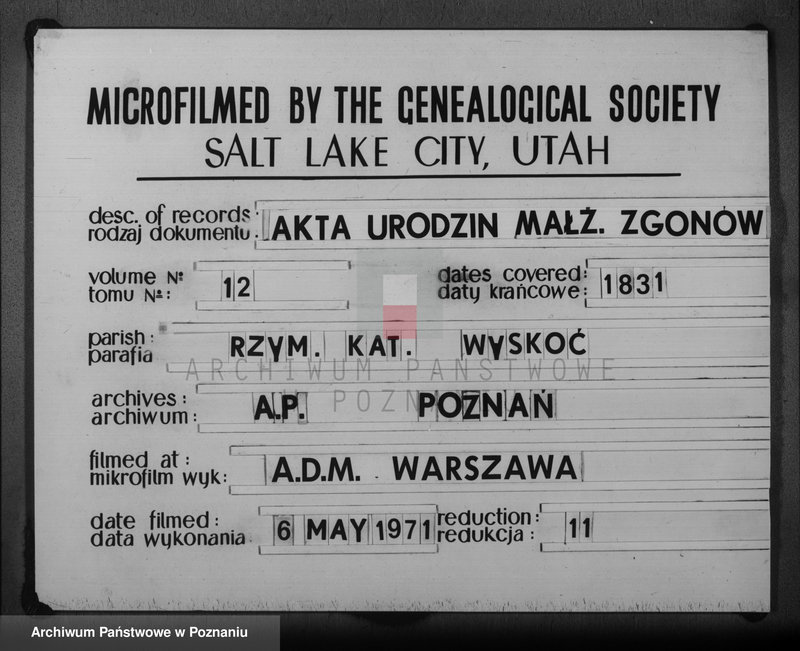 MICROFILMED BY THE GENEALOGICAL SOCIETY
SALT LAKE CITY, UTAH
desc. of records:
rodzaj dokumentu.
AKTA URODZIN MAŁŻ. ZGONÓW
volume №
tomu №:
12
dates covered:
daty krańcowe:
1831
parish:
parafia
RZYM. KAT. WYSKOĆ
ARCHIWUM PAŃSTWOWE
W POZNANIU
archives:
archiwum:
A.P. POZNAŃ
filmed at:
mikrofilm wyk:
A.D.M. WARSZAWA
date filmed:
data wykonania
6 MAY 1971
reduction:
redukcja:
11
Archiwum Państwowe w Poznaniu